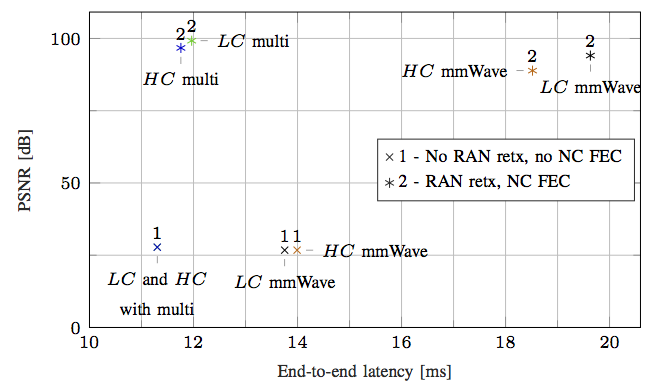 100
50
0
PSNR [dB]
2
2
LC multi
HC multi
2
HC mmWave
2
LC mmWave
× 1 - No RAN retx, no NC FEC
* 2 - RAN retx, NC FEC
1
LC and HC
with multi
1 1
HC mmWave
LC mmWave
10 12 14 16 18 20
End-to-end latency [ms]